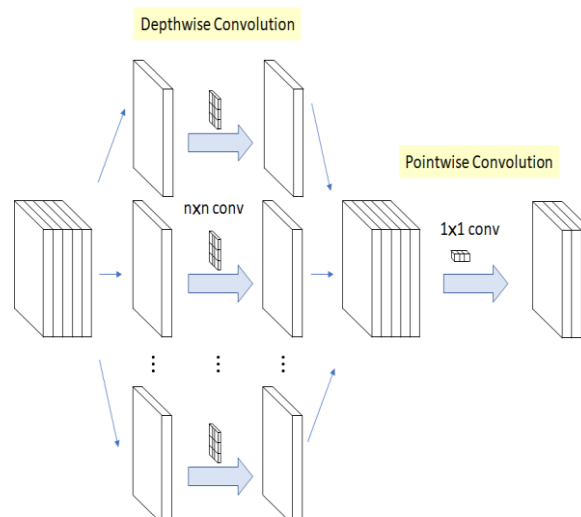 Depthwise Convolution
Pointwise Convolution
nxn conv
1x1 conv